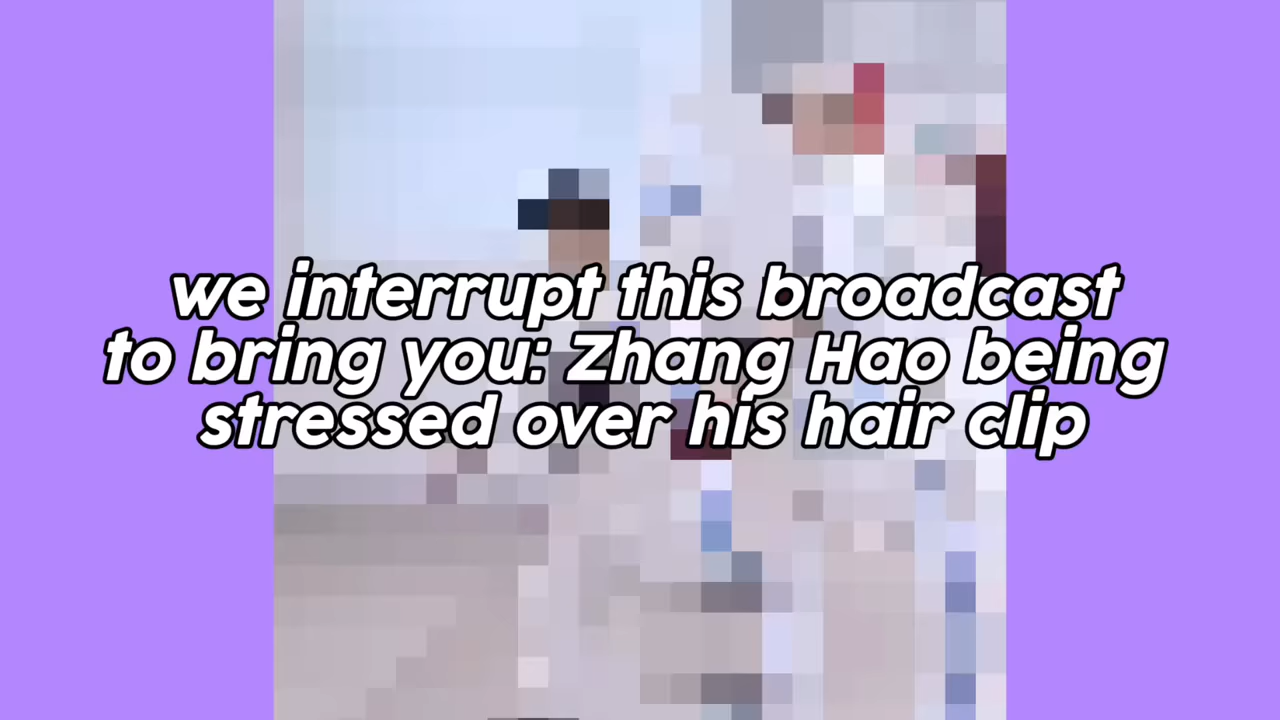 we interrupt this broadcast
to bring you: Zhang Hao being
stressed over his hair clip